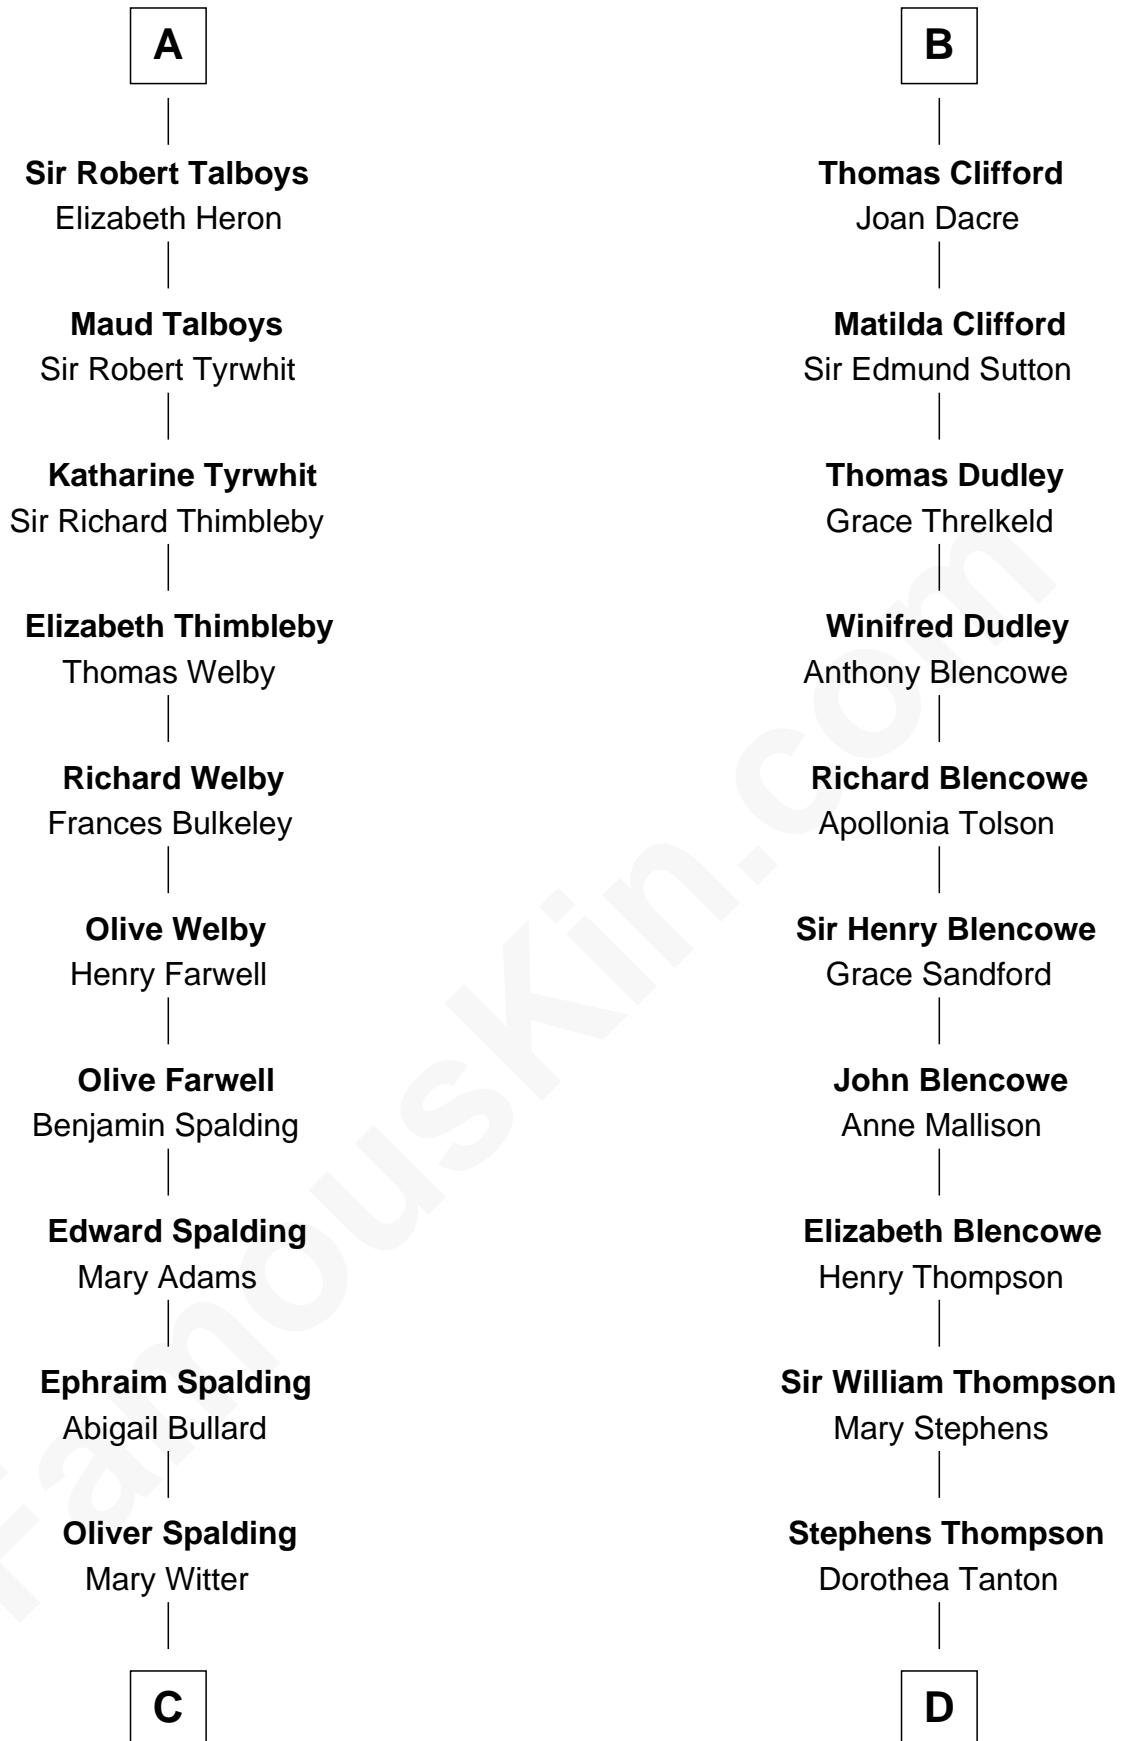 A
Sir Robert Talboys
Elizabeth Heron
Maud Talboys
Sir Robert Tyrwhit
Katharine Tyrwhit
Sir Richard Thimbleby
Elizabeth Thimbleby
Thomas Welby
Richard Welby
Frances Bulkeley
Olive Welby
Henry Farwell
Olive Farwell
Benjamin Spalding
Edward Spalding
Mary Adams
Ephraim Spalding
Abigail Bullard
Oliver Spalding
Mary Witter
C
B
Thomas Clifford
Joan Dacre
Matilda Clifford
Sir Edmund Sutton
Thomas Dudley
Grace Threlkeld
Winifred Dudley
Anthony Blencowe
Richard Blencowe
Apollonia Tolson
Sir Henry Blencowe
Grace Sandford
John Blencowe
Anne Mallison
Elizabeth Blencowe
Henry Thompson
Sir William Thompson
Mary Stephens
Stephens Thompson
Dorothea Tanton
D
FamousKin.com